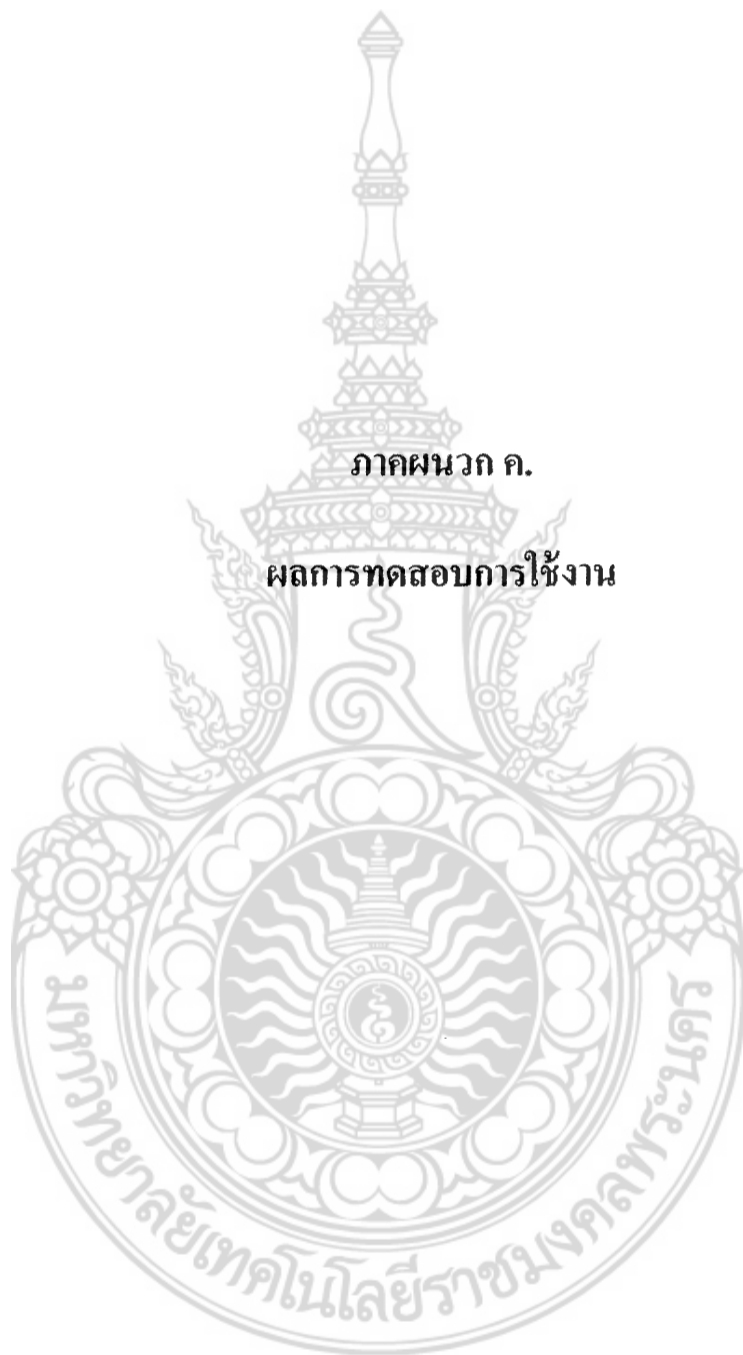 ภาคผนวก ค.
ผลการทดสอบการใช้งาน
มหาวิทยาลัยเทคโนโลยีราชมงคลพระนคร